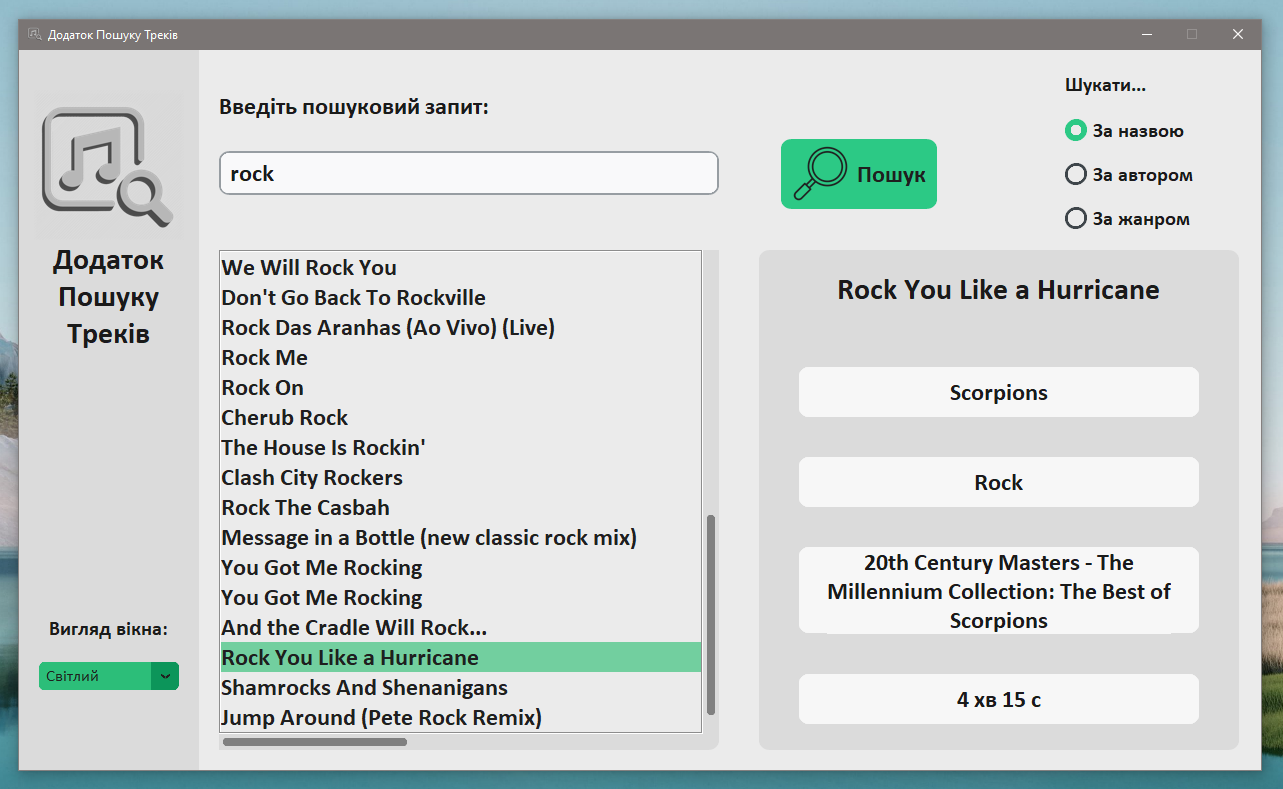 Додаток Пошуку Треків
Додаток
Пошуку
Треків
Вигляд вікна:
Світлий
Введіть пошуковий запит:
rock
Пошук
Шукати...
За назвою
За автором
За жанром
We Will Rock You
Don't Go Back To Rockville
Rock Das Aranhas (Ao Vivo) (Live)
Rock Me
Rock On
Cherub Rock
The House Is Rockin'
Clash City Rockers
Rock The Casbah
Message in a Bottle (new classic rock mix)
You Got Me Rocking
You Got Me Rocking
And the Cradle Will Rock...
Rock You Like a Hurricane
Shamrocks And Shenanigans
Jump Around (Pete Rock Remix)
Rock You Like a Hurricane
Scorpions
Rock
20th Century Masters - The
Millennium Collection: The Best of
Scorpions
4 хв 15 с